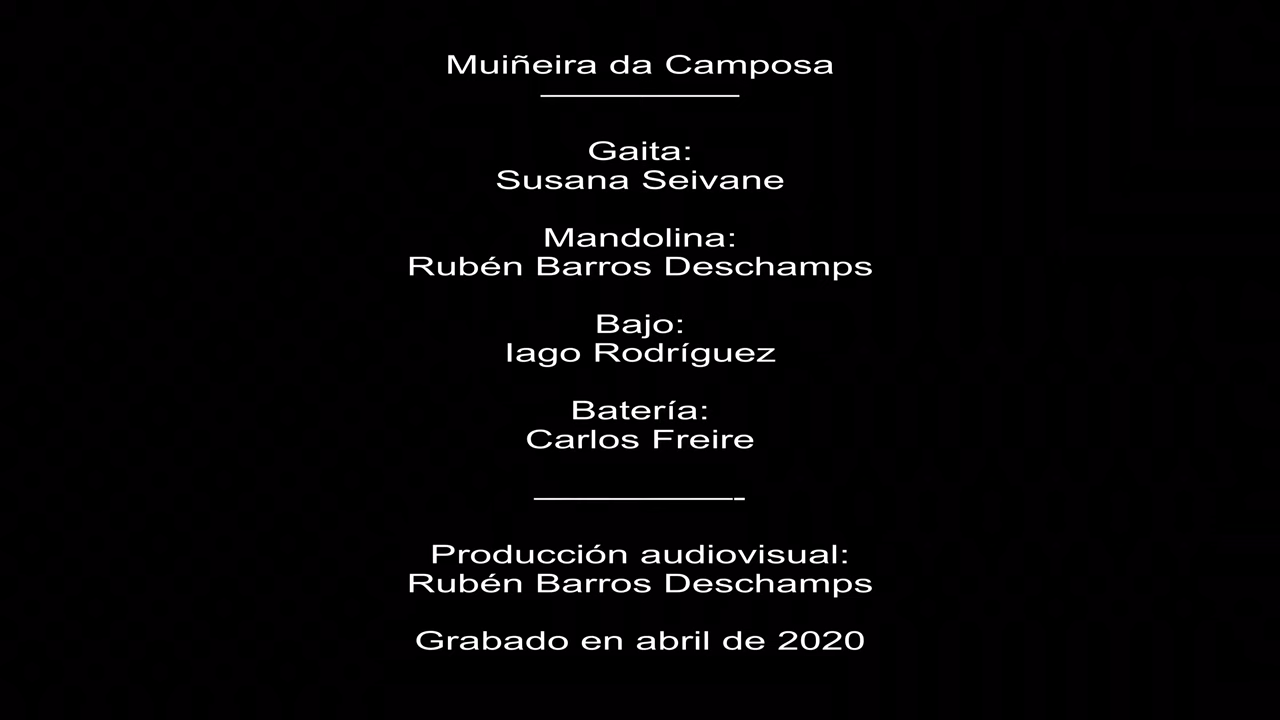 Muiñeira da Camposa
Gaita:
Susana Seivane
Mandolina:
Rubén Barros Deschamps
Bajo:
Iago Rodríguez
Batería:
Carlos Freire
Producción audiovisual:
Rubén Barros Deschamps
Grabado en abril de 2020